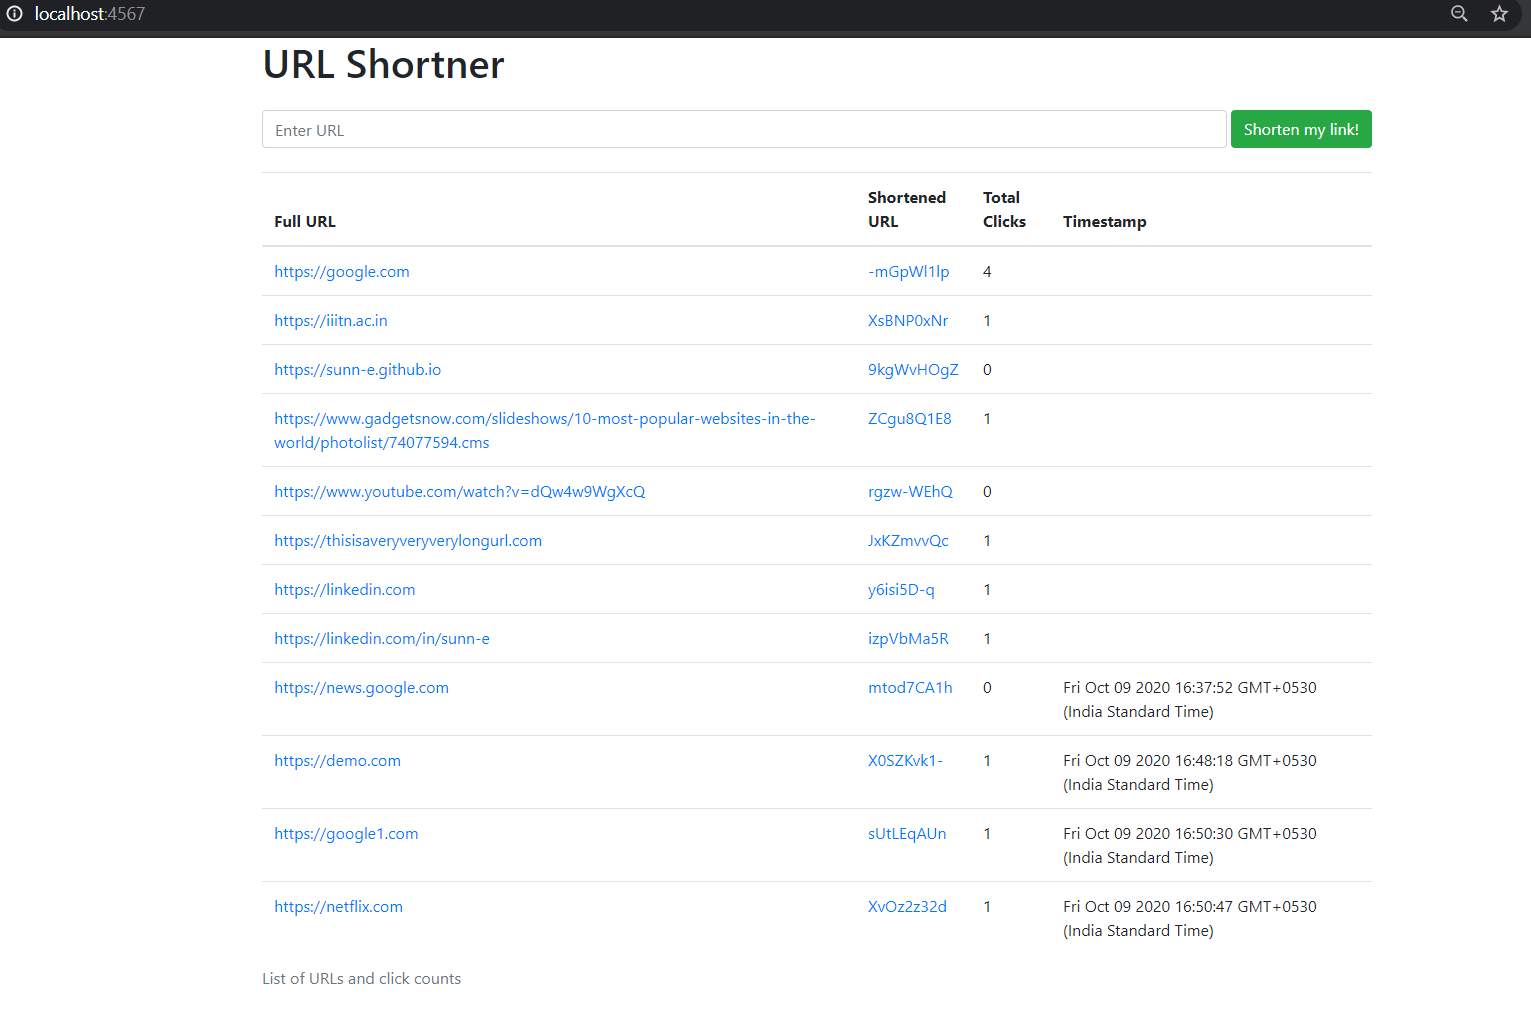 localhost:4567
URL Shortner
Enter URL
Shorten my link!
Full URL
Shortened
URL
Total
Clicks
Timestamp
https://google.com -mGpWl1lp 4
https://iiitn.ac.in XsBNP0xNr 1
https://sunn-e.github.io 9kgWvHOgZ 0
https://www.gadgetsnow.com/slideshows/10-most-popular-websites-in-the- ZCgu8Q1E8 1
world/photolist/74077594.cms
https://www.youtube.com/watch?v=dQw4w9WgXcQ rgzw-WEhQ 0
https://thisisaveryveryverylongurl.com JxKZmvvQc 1
https://linkedin.com y6isi5D-q 1
https://linkedin.com/in/sunn-e izpVbMa5R 1
https://news.google.com mtod7CA1h 0 Fri Oct 09 2020 16:37:52 GMT+0530
(India Standard Time)
https://demo.com X0SZKvk1- 1 Fri Oct 09 2020 16:48:18 GMT+0530
(India Standard Time)
https://google1.com sUtLEqAUn 1 Fri Oct 09 2020 16:50:30 GMT+0530
(India Standard Time)
https://netflix.com XvOz2z32d 1 Fri Oct 09 2020 16:50:47 GMT+0530
(India Standard Time)
List of URLs and click counts